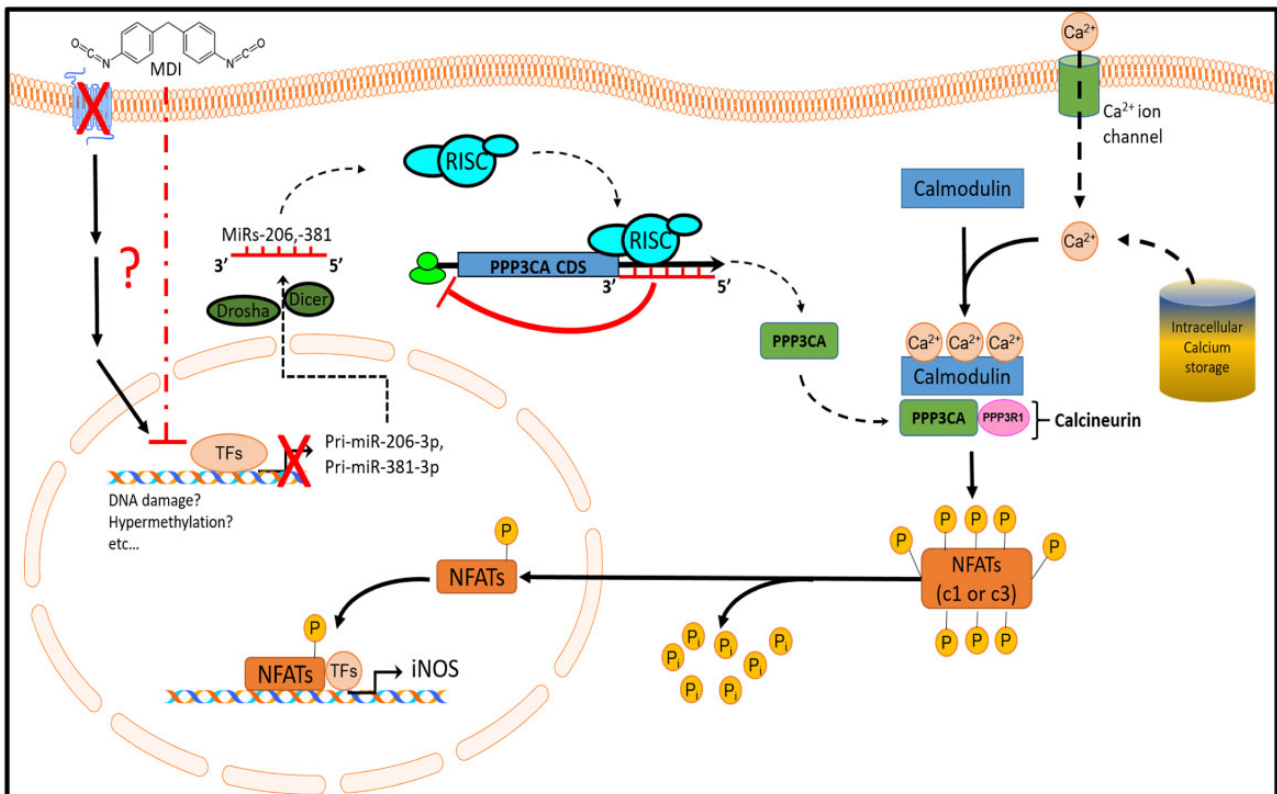 O=C=N
N=C=O
MDI
X
?
Ca²⁺
Ca²⁺ ion
channel
RISC
MiRs-206,-381
3’ 5’
Drosha
Dicer
RISC
PPP3CA CDS
3’ 5’
PPP3CA
Calmodulin
Ca²⁺
Ca²⁺ Ca²⁺ Ca²⁺
Calmodulin
PPP3CA PPP3R1 Calcineurin
Intracellular
Calcium
storage
TFs
X
Pri-miR-206-3p,
Pri-miR-381-3p
DNA damage?
Hypermethylation?
etc...
P
NFATs
P
NFATs TFs iNOS
P P P
P P
NFATs
(c1 or c3)
P P P
Pᵢ Pᵢ Pᵢ
Pᵢ Pᵢ
Pᵢ Pᵢ